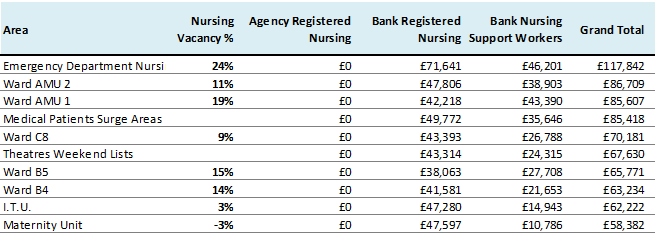 Area Nursing Vacancy % Agency Registered Nursing Bank Registered Nursing Bank Nursing Support Workers Grand Total
Emergency Department Nursi 24% £0 £71,641 £46,201 £117,842
Ward AMU 2 11% £0 £47,806 £38,903 £86,709
Ward AMU 1 19% £0 £42,218 £43,390 £85,607
Medical Patients Surge Areas £0 £49,772 £35,646 £85,418
Ward C8 9% £0 £43,393 £26,788 £70,181
Theatres Weekend Lists £0 £43,314 £24,315 £67,630
Ward B5 15% £0 £38,063 £27,708 £65,771
Ward B4 14% £0 £41,581 £21,653 £63,234
I.T.U. 3% £0 £47,280 £14,943 £62,222
Maternity Unit -3% £0 £47,597 £10,786 £58,382